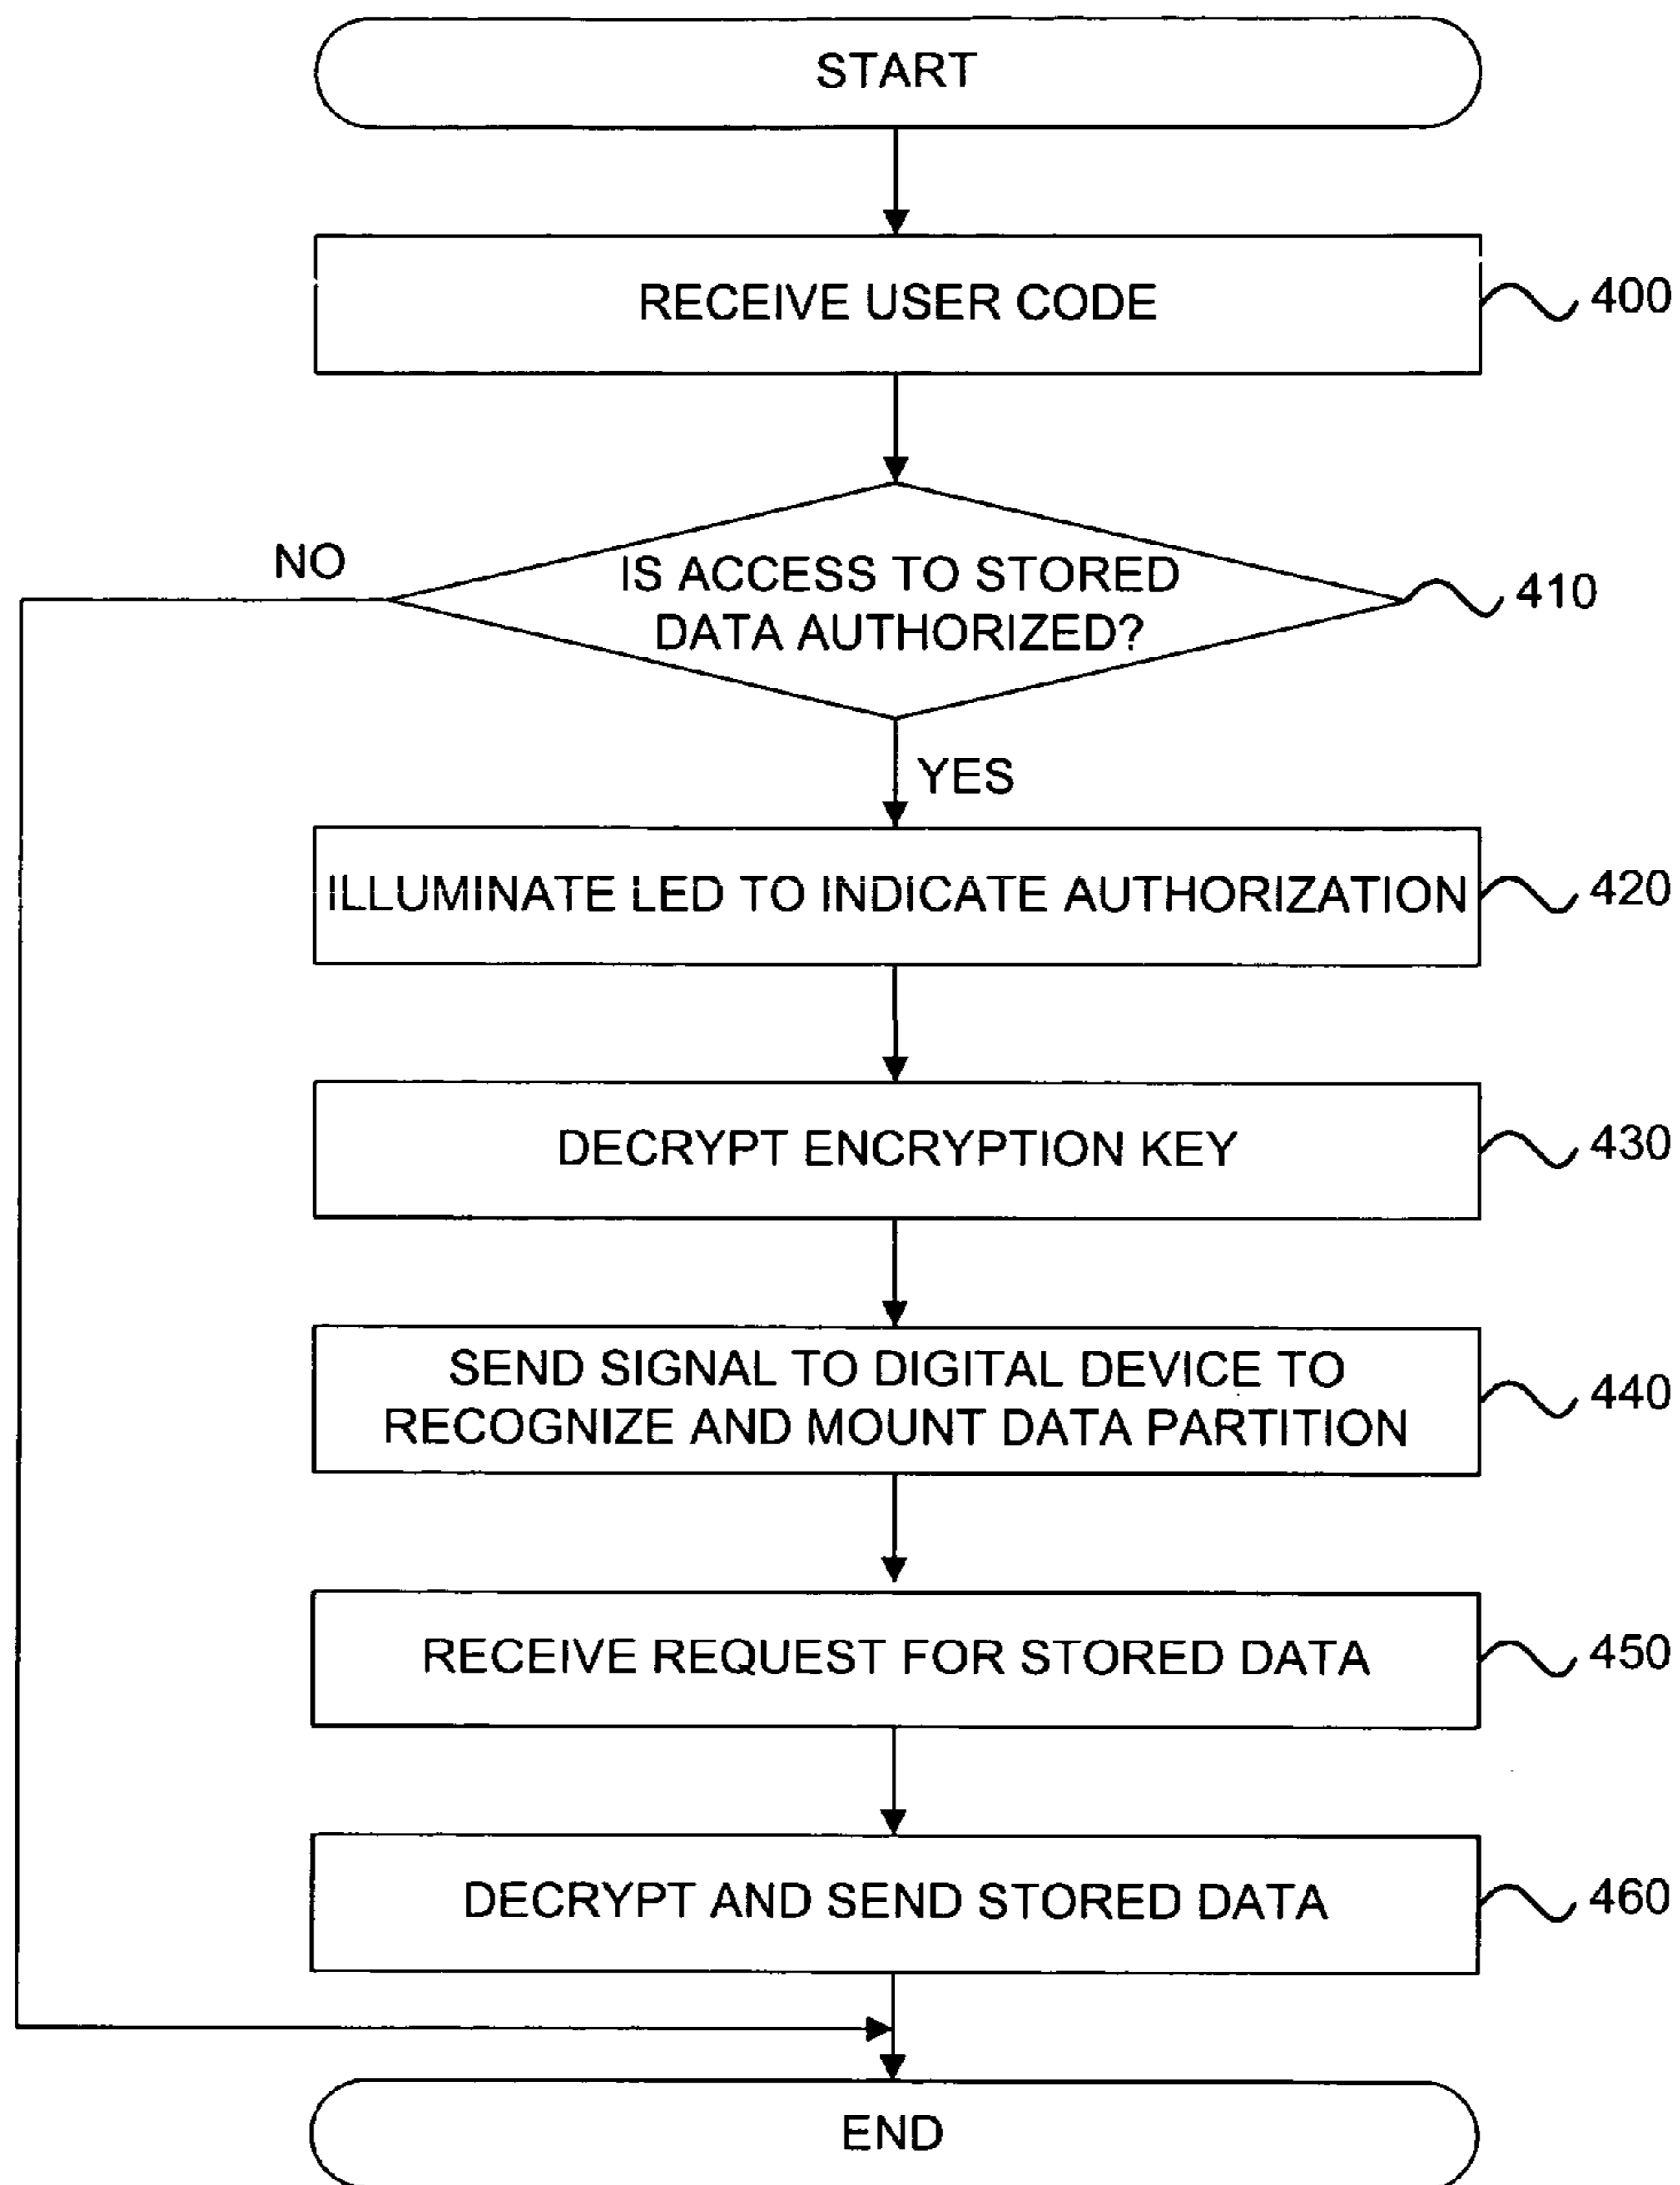 START
RECEIVE USER CODE
400
NO
IS ACCESS TO STORED
DATA AUTHORIZED?
410
YES
ILLUMINATE LED TO INDICATE AUTHORIZATION
420
DECRYPT ENCRYPTION KEY
430
SEND SIGNAL TO DIGITAL DEVICE TO
RECOGNIZE AND MOUNT DATA PARTITION
440
RECEIVE REQUEST FOR STORED DATA
450
DECRYPT AND SEND STORED DATA
460
END